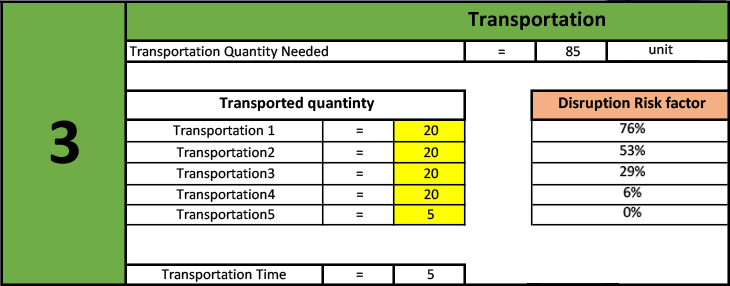 Transportation
Transportation Quantity Needed = 85 unit
3
Transported quantinty Disruption Risk factor
Transportation 1 = 20 76%
Transportation2 = 20 53%
Transportation3 = 20 29%
Transportation4 = 20 6%
Transportation5 = 5 0%
Transportation Time = 5